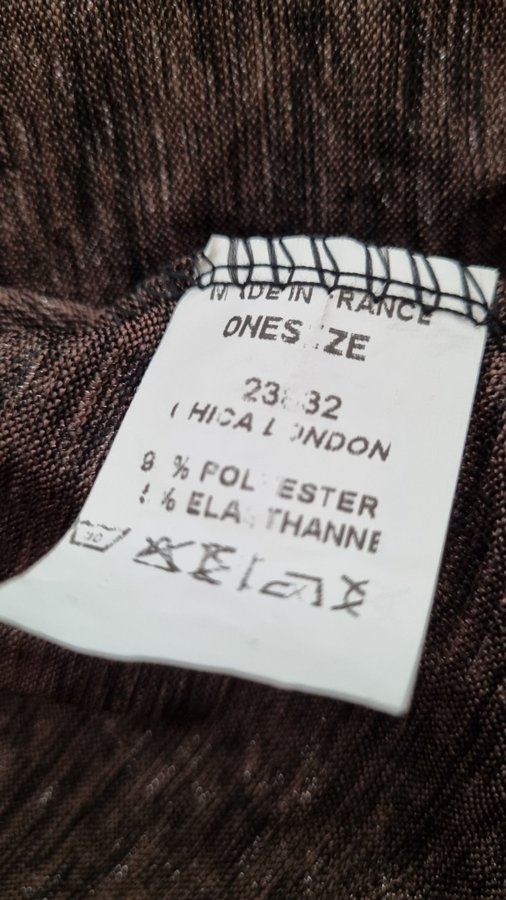 MADE IN FRANCE
ONESIZE
CHICA LONDON
% POLYESTER
% ELASTHANNE